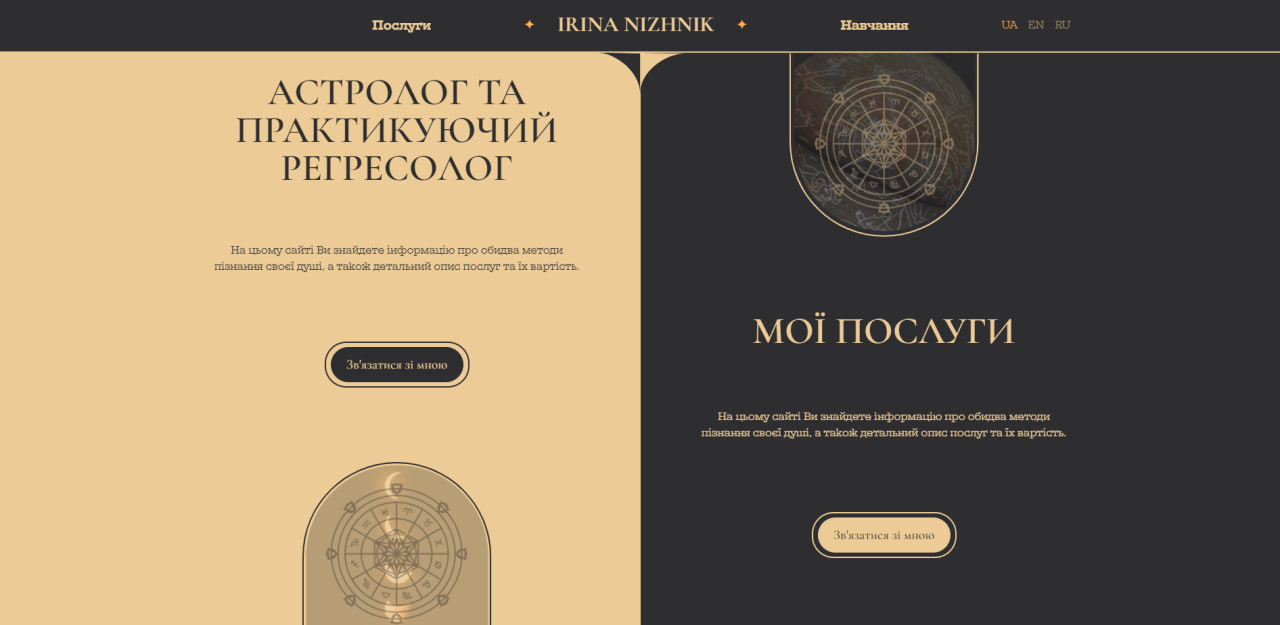 Послуги
IRINA NIZHNIK
Навчання
UA EN RU
АСТРОЛОГ ТА
ПРАКТИКУЮЧИЙ
РЕГРЕСОЛОГ
На цьому сайті Ви знайдете інформацію про обидва методи
пізнання своєї душі, а також детальний опис послуг та їх вартість.
Зв'язатися зі мною
МОЇ ПОСЛУГИ
На цьому сайті Ви знайдете інформацію про обидва методи
пізнання своєї душі, а також детальний опис послуг та їх вартість.
Зв'язатися зі мною